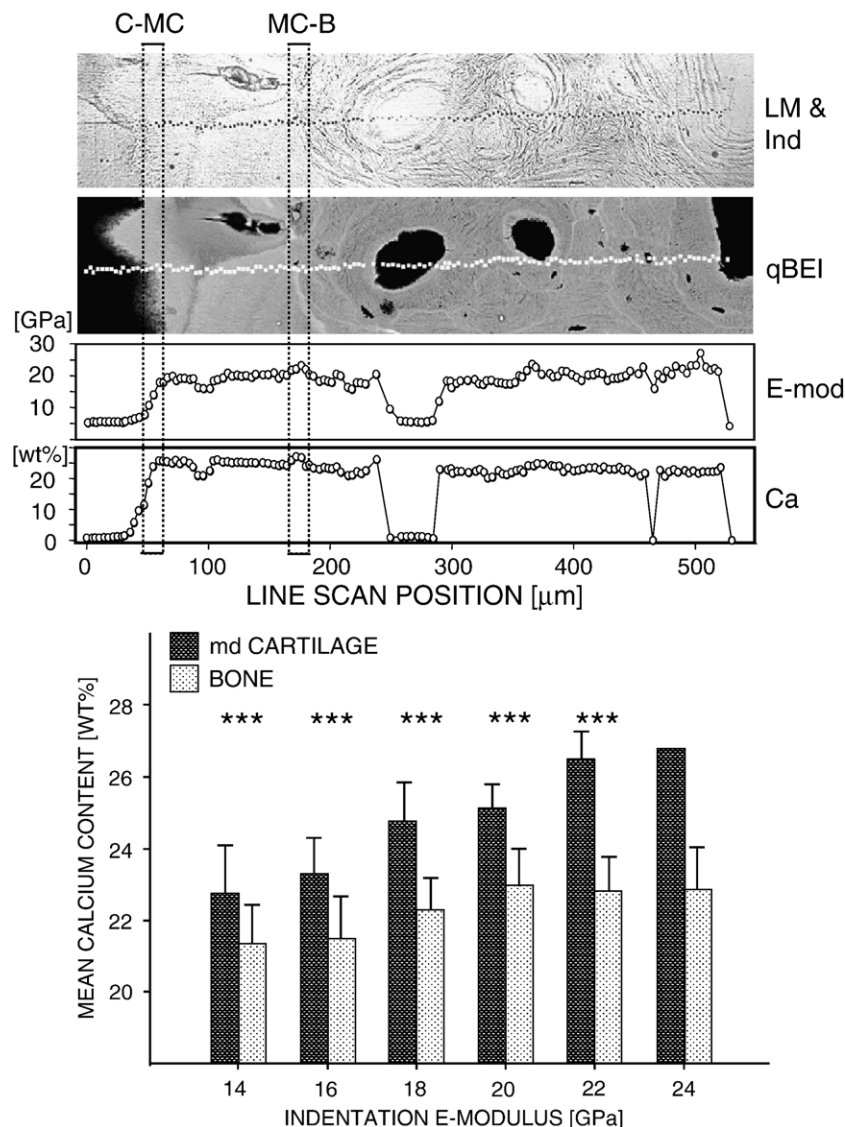 C-MC MC-B
LM &
Ind
qBEI
[GPa]
30
20
10
E-mod
[wt%]
20
10
0
Ca
0 100 200 300 400 500
LINE SCAN POSITION [µm]
md CARTILAGE
BONE
MEAN CALCIUM CONTENT [WT%]
28
26
24
22
20
*** *** *** *** ***
14 16 18 20 22 24
INDENTATION E-MODULUS [GPa]